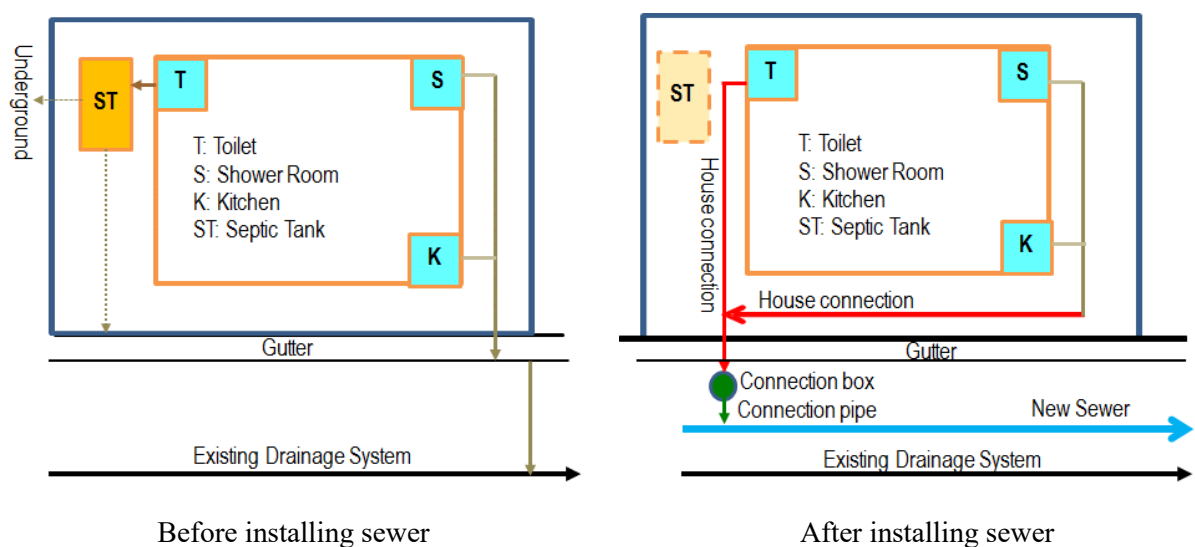 Underground
ST
T
S
T: Toilet
S: Shower Room
K: Kitchen
ST: Septic Tank
K
Gutter
Existing Drainage System
Before installing sewer
ST
T
S
T: Toilet
S: Shower Room
K: Kitchen
ST: Septic Tank
K
House connection
House connection
Gutter
Connection box
Connection pipe
New Sewer
Existing Drainage System
After installing sewer